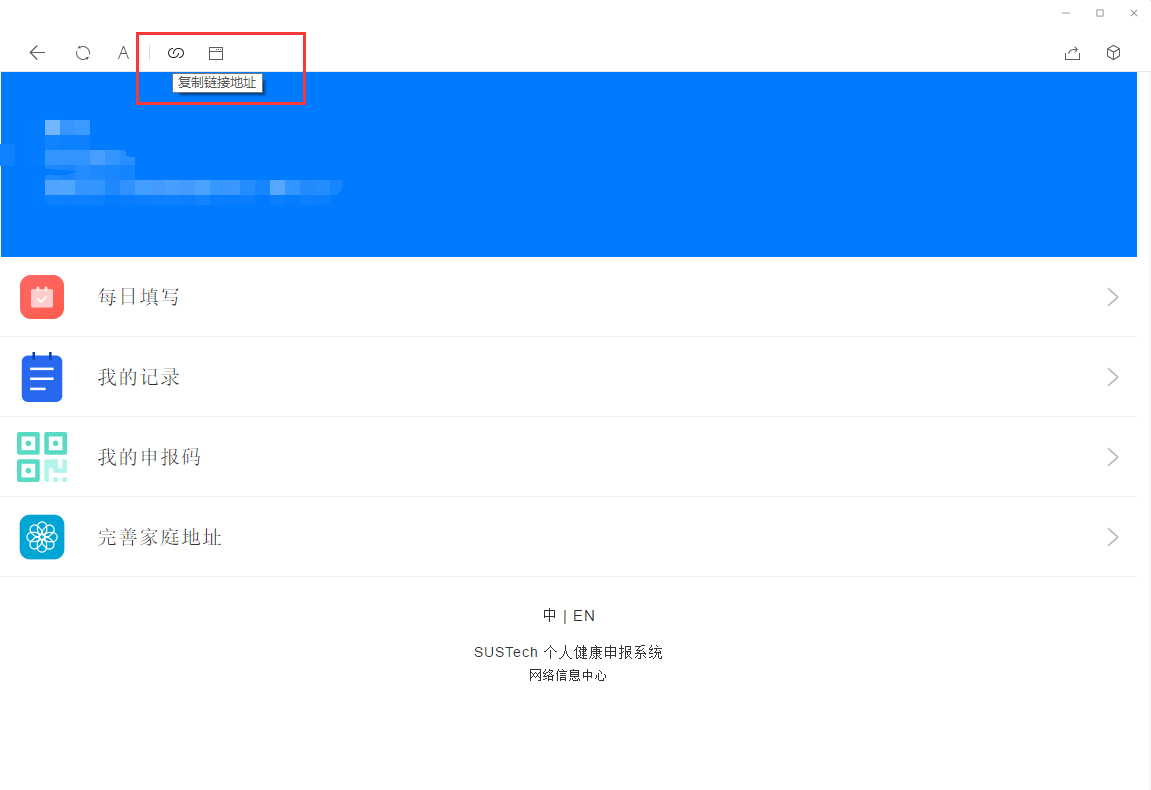 A
复制链接地址
每日填写
我的记录
我的申报码
完善家庭地址
中 | EN
SUSTech 个人健康申报系统
网络信息中心